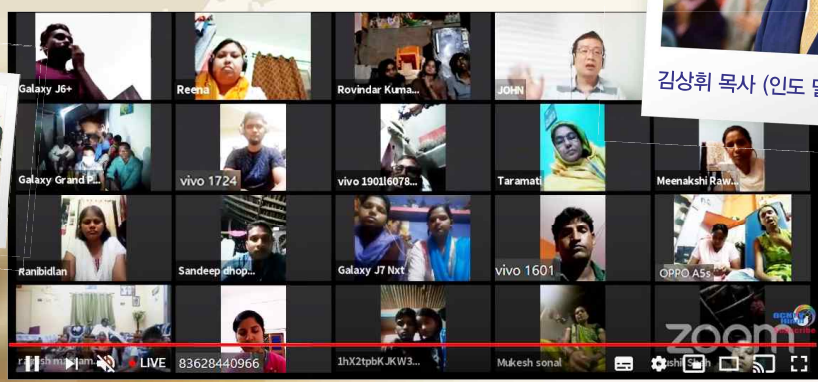 Galaxy J6+
Reena
Rovindar Kuma...
JOHN
김상휘 목사 (인도
Galaxy Grand P...
vivo 1724
vivo 1901l6078...
Taramati
Meenakshi Raw...
Ranibidlan
Sandeep dhop...
Galaxy J7 Nxt
vivo 1601
OPPO A5s
LIVE
83628440966
1hX2tpbKJKW3...
Mukesh sonal
zoom